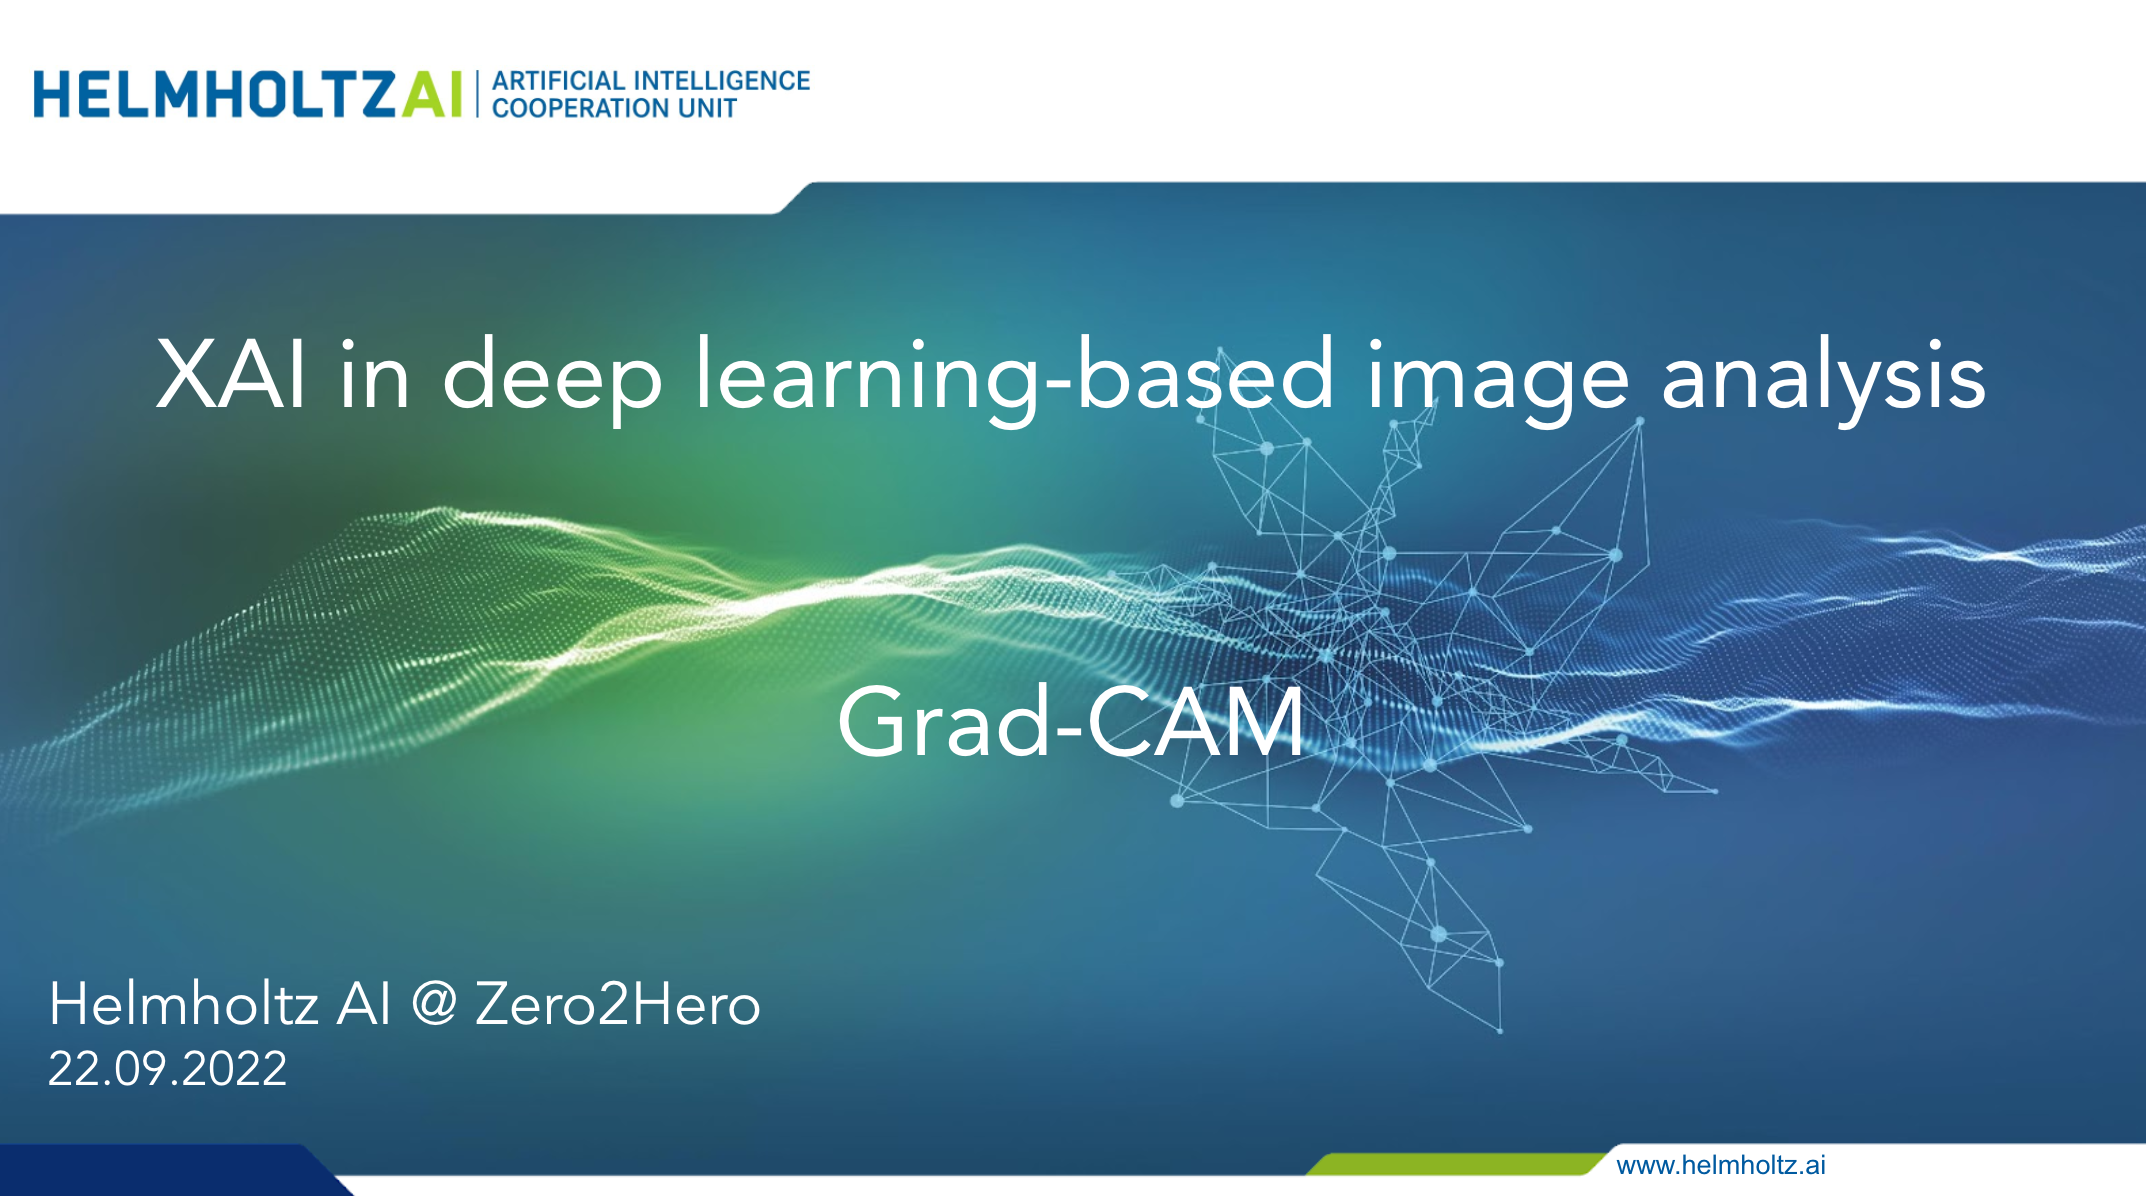 HELMHOLTZAI
ARTIFICIAL INTELLIGENCE
COOPERATION UNIT
XAI in deep learning-based image analysis
Grad-CAM
Helmholtz AI @ Zero2Hero
22.09.2022
www.helmholtz.ai